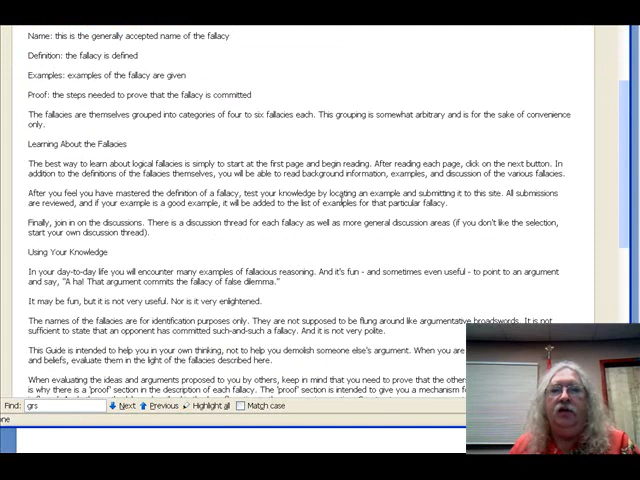 Name: this is the generally accepted name of the fallacy
Definition: the fallacy is defined
Examples: examples of the fallacy are given
Proof: the steps needed to prove that the fallacy is committed
The fallacies are themselves grouped into categories of four to six fallacies each. This grouping is somewhat arbitrary and is for the sake of convenience
only.
Learning About the Fallacies
The best way to learn about logical fallacies is simply to start at the first page and begin reading. After reading each page, click on the next button. In
addition to the definitions of the fallacies themselves, you will be able to read background information, examples, and discussion of the various fallacies.
After you feel you have mastered the definition of a fallacy, test your knowledge by locating an example and submitting it to this site. All submissions
are reviewed, and if your example is a good example, it will be added to the list of examples for that particular fallacy.
Finally, join in on the discussions. There is a discussion thread for each fallacy as well as more general discussion areas (if you don't like the selection,
start your own discussion thread).
Using Your Knowledge
In your day-to-day life you will encounter many examples of fallacious reasoning. And it's fun - and sometimes even useful - to point to an argument
and say, "A ha! That argument commits the fallacy of false dilemma."
It may be fun, but it is not very useful. Nor is it very enlightened.
The names of the fallacies are for identification purposes only. They are not supposed to be flung around like argumentative broadswords. It is not
sufficient to state that an opponent has committed such-and-such a fallacy. And it is not very polite.
This Guide is intended to help you in your own thinking, not to help you demolish someone else's argument. When you are
and beliefs, evaluate them in the light of the fallacies described here.
When evaluating the ideas and arguments proposed to you by others, keep in mind that you need to prove that the
is why there is a 'proof' section in the description of each fallacy. The 'proof' section is intended to give you a mechanism
Find: grs Next Previous Highlight all Match case
one